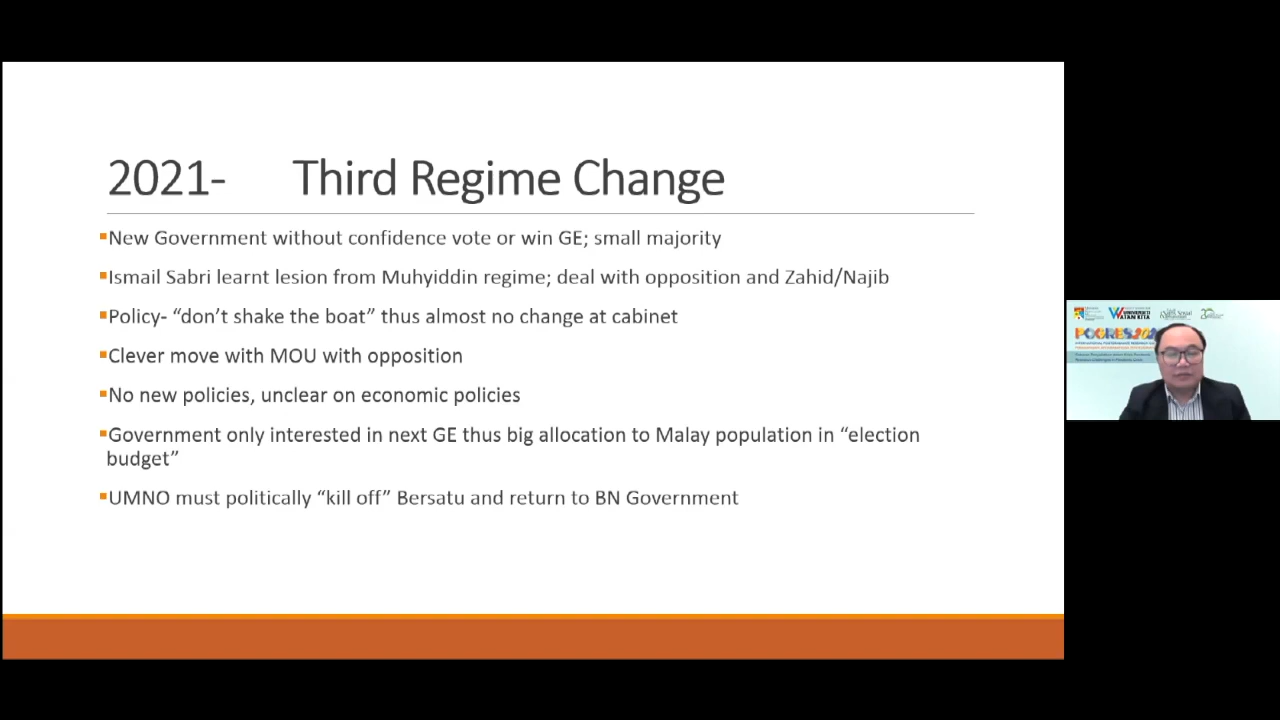 2021- Third Regime Change
▪New Government without confidence vote or win GE; small majority
▪Ismail Sabri learnt lesion from Muhyiddin regime; deal with opposition and Zahid/Najib
▪Policy- “don’t shake the boat” thus almost no change at cabinet
▪Clever move with MOU with opposition
▪No new policies, unclear on economic policies
▪Government only interested in next GE thus big allocation to Malay population in “election
budget”
▪UMNO must politically “kill off” Bersatu and return to BN Government